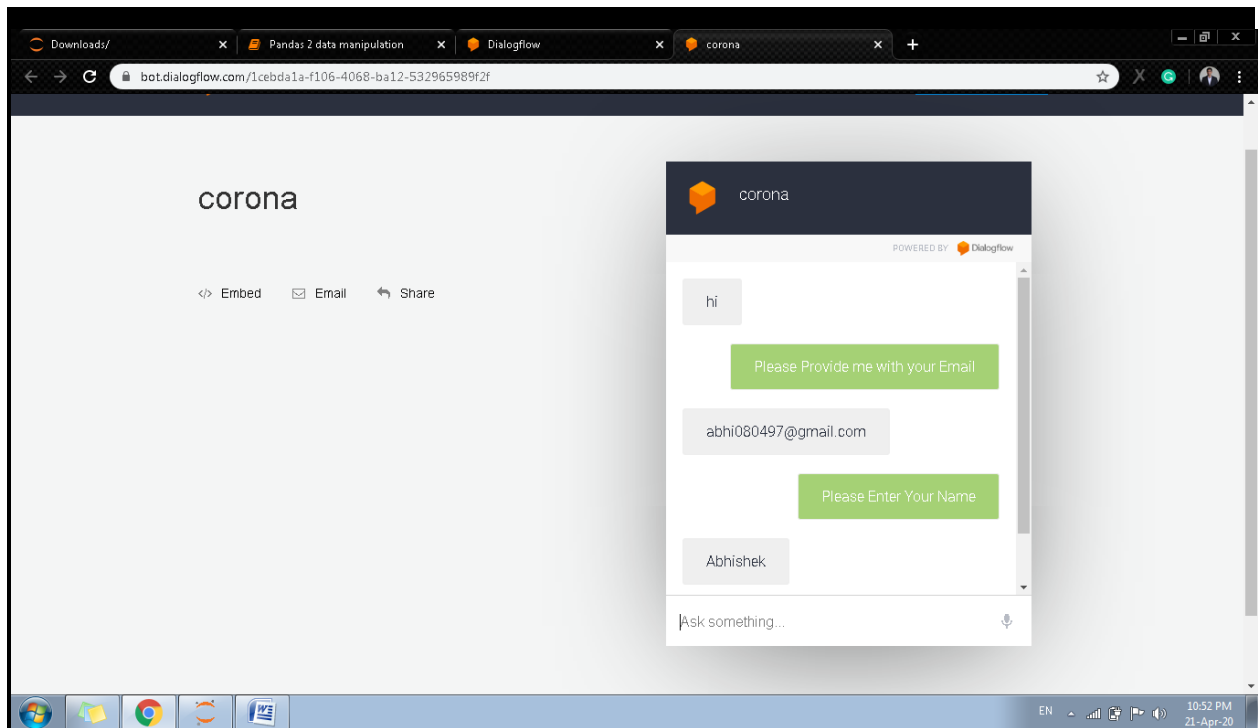 Downloads/
Pandas 2 data manipulation
Dialogflow
corona
bot.dialogflow.com/1cebda1a-f106-4068-ba12-532965989f2f
corona
</> Embed
Email
Share
corona
POWERED BY Dialogflow
hi
Please Provide me with your Email
abhi080497@gmail.com
Please Enter Your Name
Abhishek
Ask something...
EN
10:52 PM
21-Apr-20